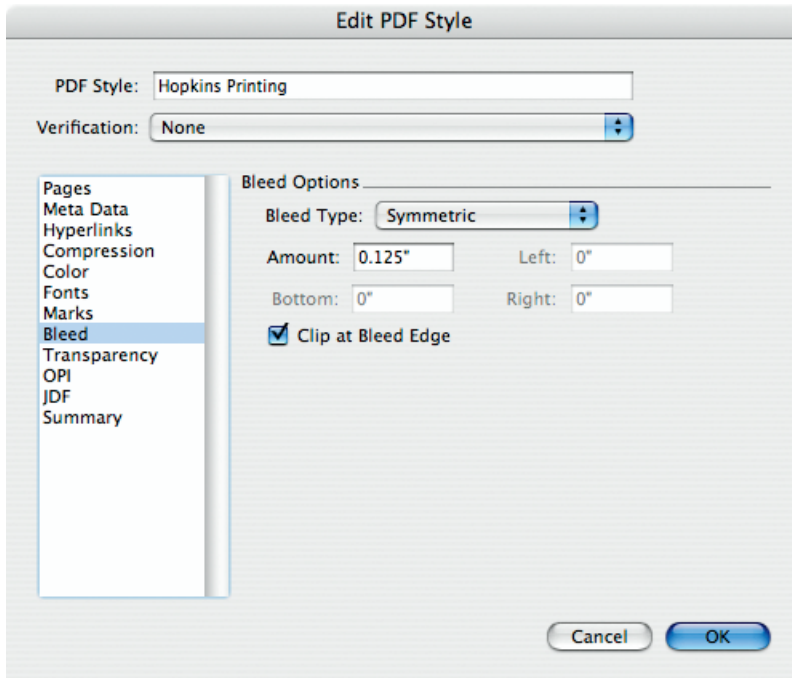 Edit PDF Style
PDF Style: Hopkins Printing
Verification: None
Pages
Meta Data
Hyperlinks
Compression
Color
Fonts
Marks
Bleed
Transparency
OPI
JDF
Summary
Bleed Options
Bleed Type: Symmetric
Amount: 0.125" Left: 0"
Bottom: 0" Right: 0"
Clip at Bleed Edge
Cancel OK